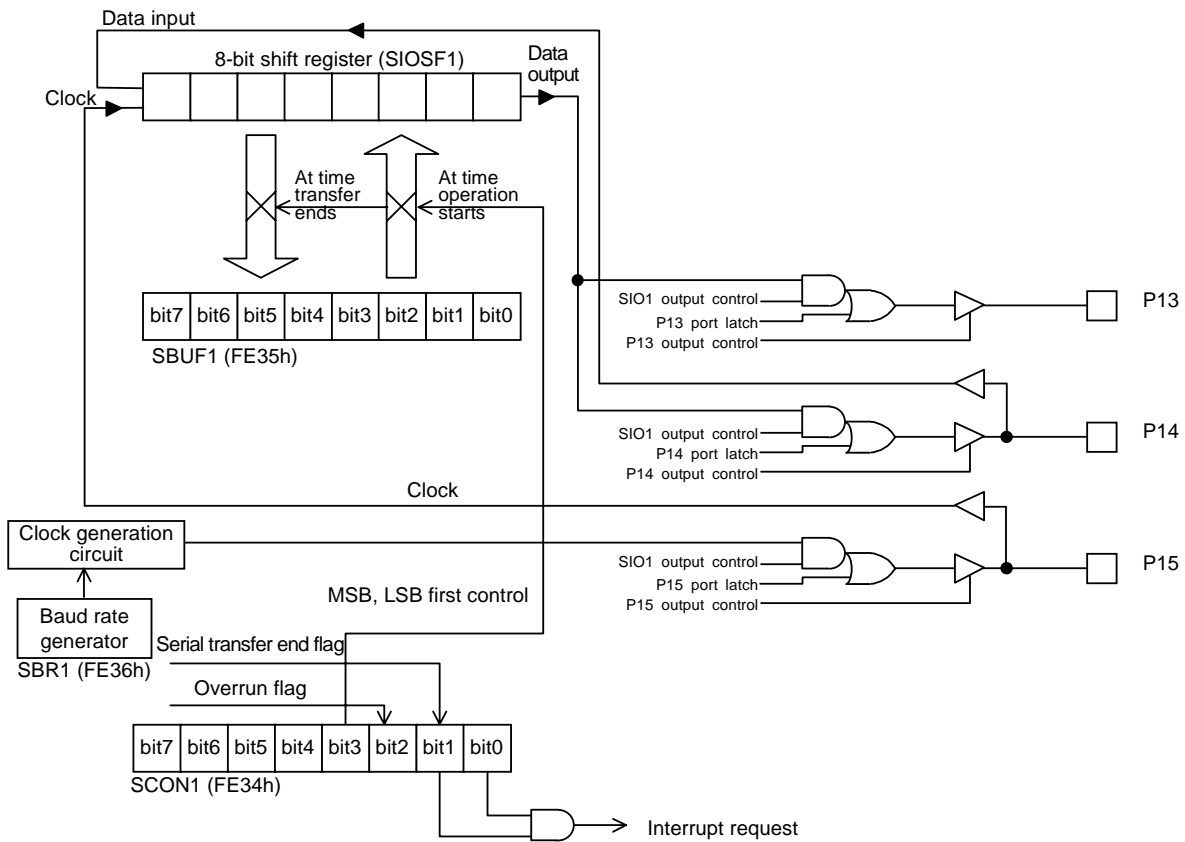 Data input
8-bit shift register (SIOSF1)
Data
output
Clock
At time
transfer
ends
At time
operation
starts
bit7 bit6 bit5 bit4 bit3 bit2 bit1 bit0
SBUF1 (FE35h)
SIO1 output control
P13 port latch
P13 output control
P13
SIO1 output control
P14 port latch
P14 output control
P14
Clock
Clock generation
circuit
SIO1 output control
P15 port latch
P15 output control
P15
Baud rate
generator
SBR1 (FE36h)
MSB, LSB first control
Serial transfer end flag
Overrun flag
bit7 bit6 bit5 bit4 bit3 bit2 bit1 bit0
SCON1 (FE34h)
Interrupt request